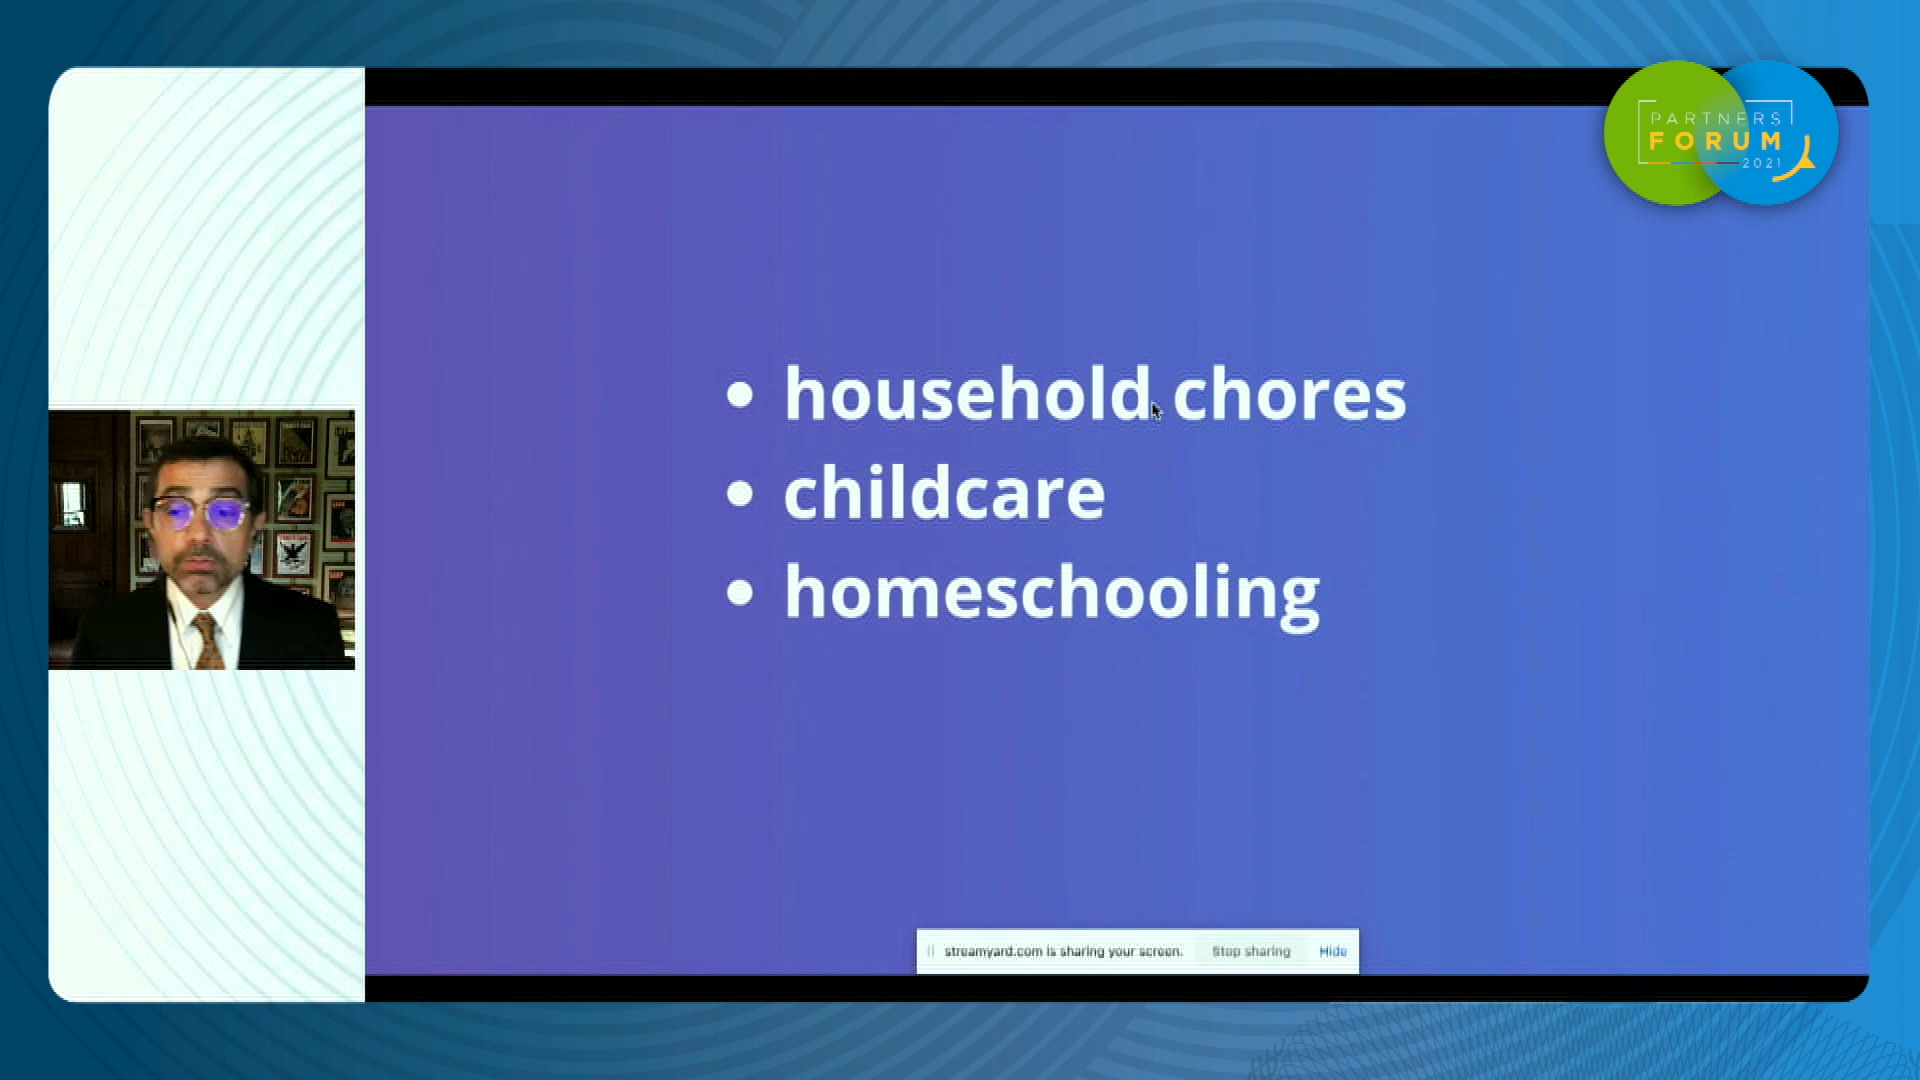 PARTNERS
FORUM
2021
• household chores
• childcare
• homeschooling
streamyard.com is sharing your screen. Stop sharing Hide